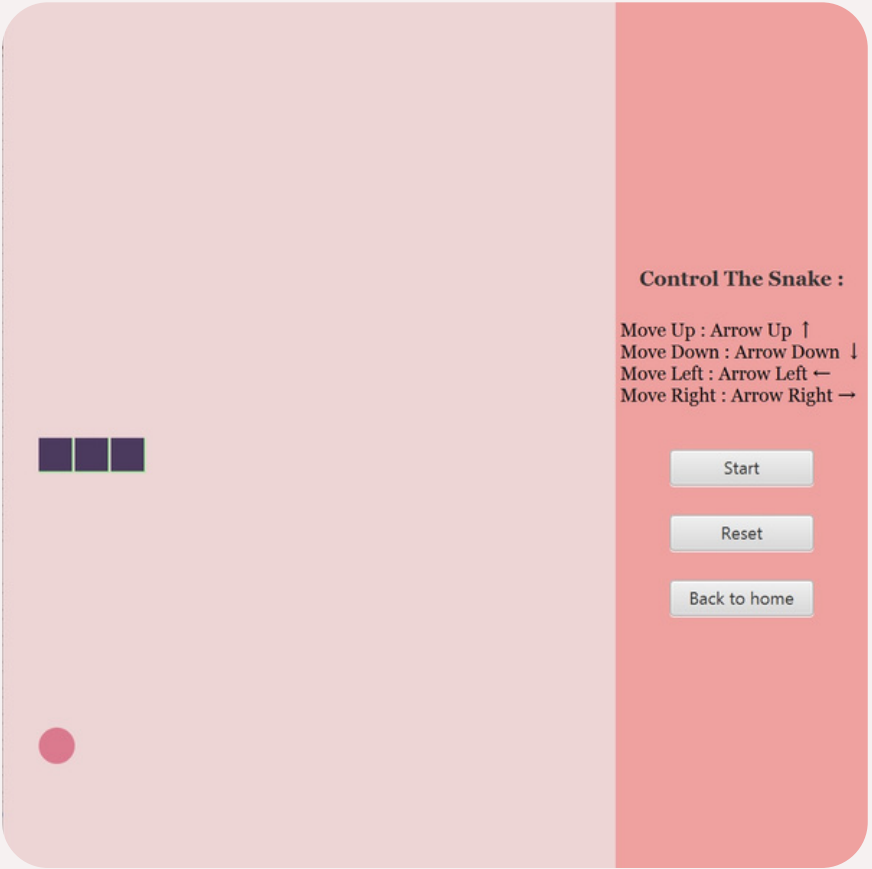 Control The Snake :
Move Up : Arrow Up ↑
Move Down : Arrow Down ↓
Move Left : Arrow Left ←
Move Right : Arrow Right →
Start
Reset
Back to home